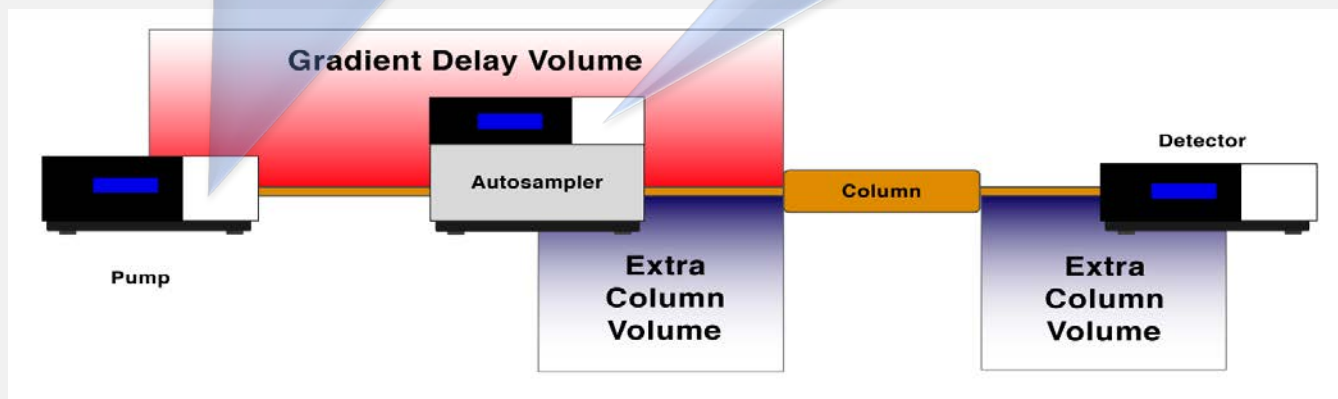 Gradient Delay Volume
Detector
Autosampler
Column
Pump
Extra
Column
Volume
Extra
Column
Volume